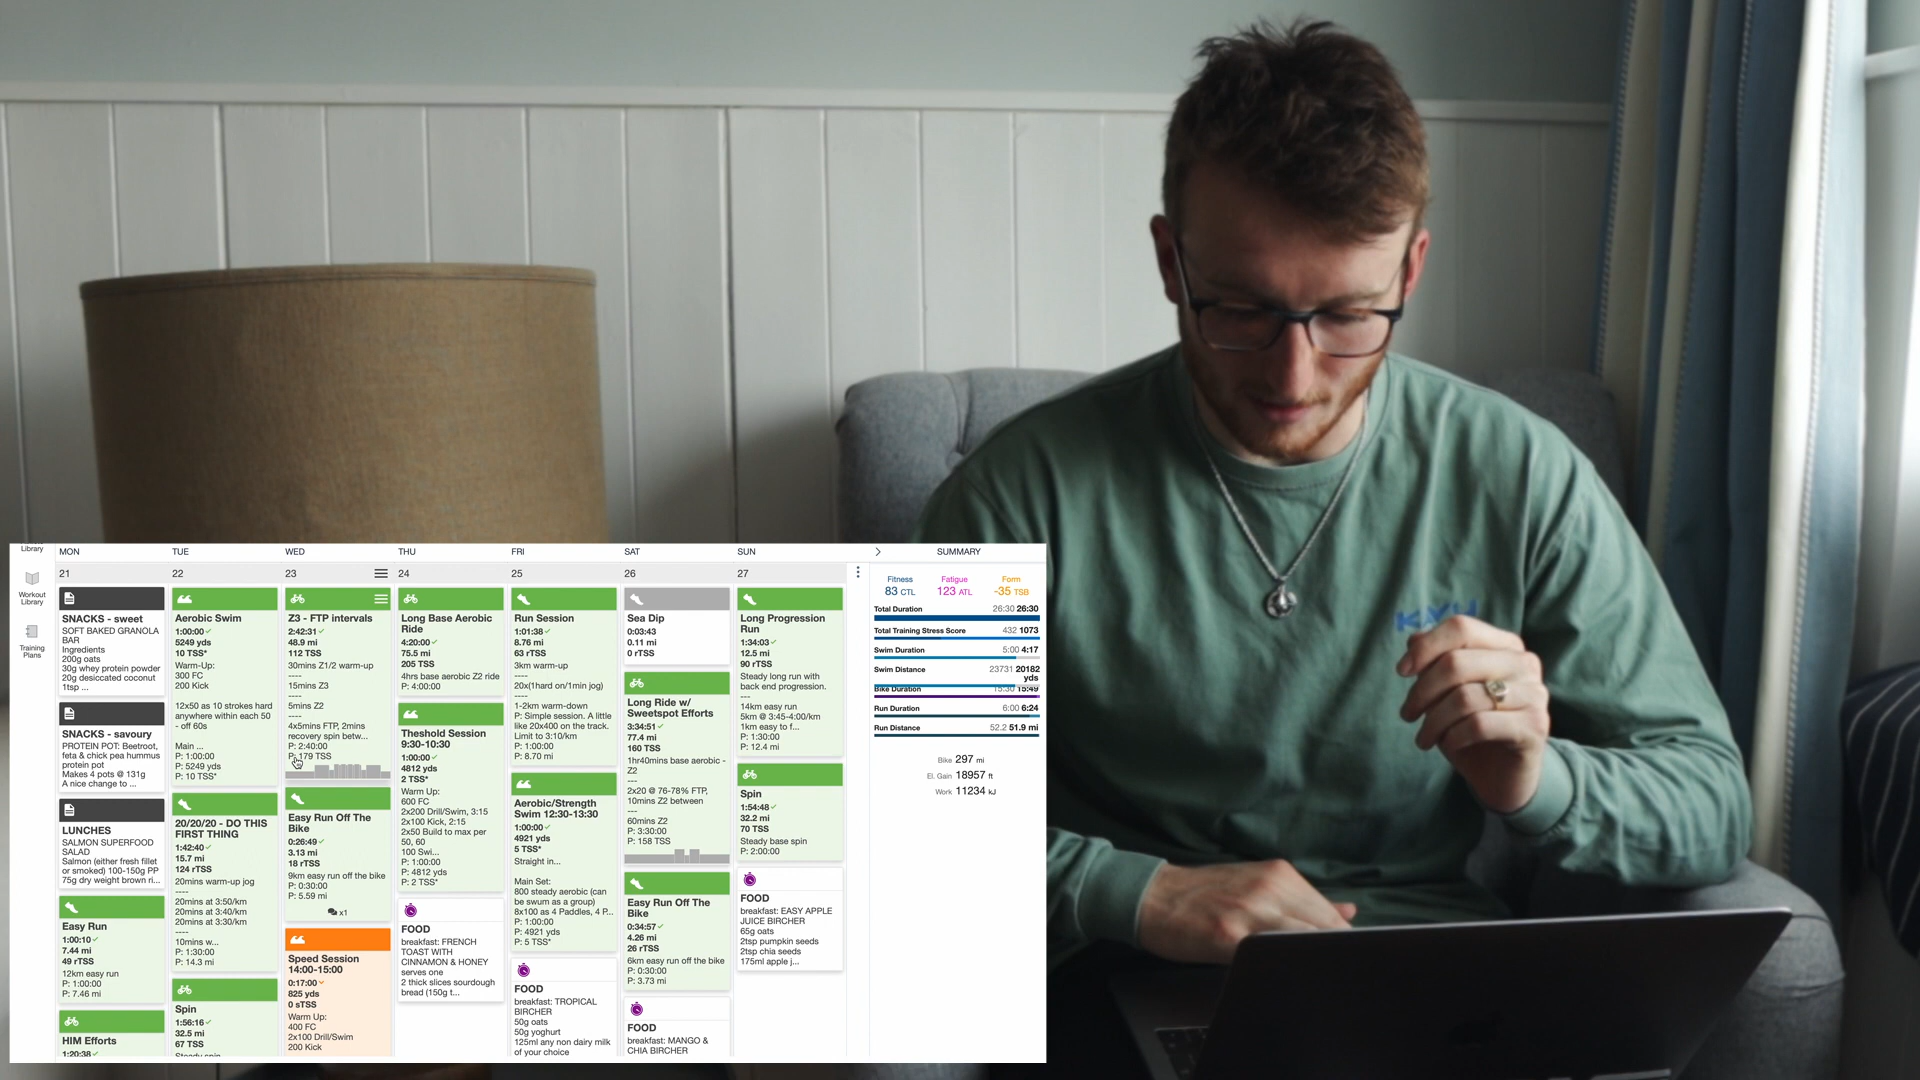 Library
Workout
Library
Training
Plans
MON
TUE
WED
THU
FRI
SAT
SUN
SUMMARY
21
22
23
24
25
26
27
SNACKS - sweet
SOFT BAKED GRANOLA
BAR
Ingredients
200g oats
30g whey protein powder
20g desiccated coconut
1tsp ...
SNACKS - savoury
PROTEIN POT: Beetroot,
feta & chick pea hummus
protein pot
Makes 4 pots @ 131g
A nice change to ...
LUNCHES
SALMON SUPERFOOD
SALAD
Salmon (either fresh fillet
or smoked) 100-150g PP
75g dry weight brown ri...
Easy Run
1:00:10
7.44 mi
49 rTSS
12km easy run
P: 1:00:00
P: 7.46 mi
HIM Efforts
1:20:38
Aerobic Swim
1:00:00
5249 yds
10 TSS*
Warm-Up:
300 FC
200 Kick
12x50 as 10 strokes hard
anywhere within each 50
- off 60s
Main ...
P: 1:00:00
P: 5249 yds
P: 10 TSS*
20/20/20 - DO THIS
FIRST THING
1:42:40
15.7 mi
124 rTSS
20mins warm-up jog
----
20mins at 3:50/km
20mins at 3:40/km
20mins at 3:30/km
----
10mins w...
P: 1:30:00
P: 14.3 mi
Spin
1:56:16
32.5 mi
67 TSS
Steady spin
Z3 - FTP intervals
2:42:31
48.9 mi
112 TSS
30mins Z1/2 warm-up
----
15mins Z3
----
5mins Z2
----
4x5mins FTP, 2mins
recovery spin betw...
P: 2:40:00
P: 179 TSS
Easy Run Off The
Bike
0:26:49
3.13 mi
18 rTSS
9km easy run off the bike
P: 0:30:00
P: 5.59 mi
x1
Speed Session
14:00-15:00
0:17:00
825 yds
0 sTSS
Warm Up:
400 FC
2x100 Drill/Swim
200 Kick
Long Base Aerobic
Ride
4:20:00
75.5 mi
205 TSS
4hrs base aerobic Z2 ride
P: 4:00:00
Theshold Session
9:30-10:30
1:00:00
4812 yds
2 TSS*
Warm Up:
600 FC
2x200 Drill/Swim, 3:15
2x100 Kick, 2:15
2x50 Build to max per
50, 60
100 Swi...
P: 1:00:00
P: 4812 yds
P: 2 TSS*
FOOD
breakfast: FRENCH
TOAST WITH
CINNAMON & HONEY
serves one
2 thick slices sourdough
bread (150g t...
Run Session
1:01:38
8.76 mi
63 rTSS
3km warm-up
----
20x(1hard on/1min jog)
----
1-2km warm-down
P: Simple session. A little
like 20x400 on the track.
Limit to 3:10/km
P: 1:00:00
P: 8.70 mi
Aerobic/Strength
Swim 12:30-13:30
1:00:00
4921 yds
5 TSS*
Straight in...
Main Set:
800 steady aerobic (can
be swum as a group)
8x100 as 4 Paddles, 4 P...
P: 1:00:00
P: 4921 yds
P: 5 TSS*
FOOD
breakfast: TROPICAL
BIRCHER
50g oats
50g yoghurt
125ml any non dairy milk
of your choice
Sea Dip
0:03:43
0.11 mi
0 rTSS
Long Ride w/
Sweetspot Efforts
3:34:51
77.4 mi
160 TSS
1hr40mins base aerobic -
Z2
---
2x20 @ 76-78% FTP,
10mins Z2 between
---
60mins Z2
P: 3:30:00
P: 158 TSS
Easy Run Off The
Bike
0:34:57
4.26 mi
26 rTSS
6km easy run off the bike
P: 0:30:00
P: 3.73 mi
FOOD
breakfast: MANGO &
CHIA BIRCHER
Long Progression
Run
1:34:03
12.5 mi
90 rTSS
Steady long run with
back end progression.
---
14km easy run
5km @ 3:45-4:00/km
1km easy to f...
P: 1:30:00
P: 12.4 mi
Spin
1:54:48
32.2 mi
70 TSS
Steady base spin
P: 2:00:00
FOOD
breakfast: EASY APPLE
JUICE BIRCHER
65g oats
2tsp pumpkin seeds
2tsp chia seeds
175ml apple j...
Fitness Fatigue Form
83 CTL 123 ATL -35 TSB
Total Duration 26:30 26:30
Total Training Stress Score 432 1073
Swim Duration 5:00 4:17
Swim Distance 23731 20182
yds
Bike Duration 15:30 15:49
Run Duration 6:00 6:24
Run Distance 52.2 51.9 mi
Bike 297 mi
El. Gain 18957 ft
Work 11234 kJ